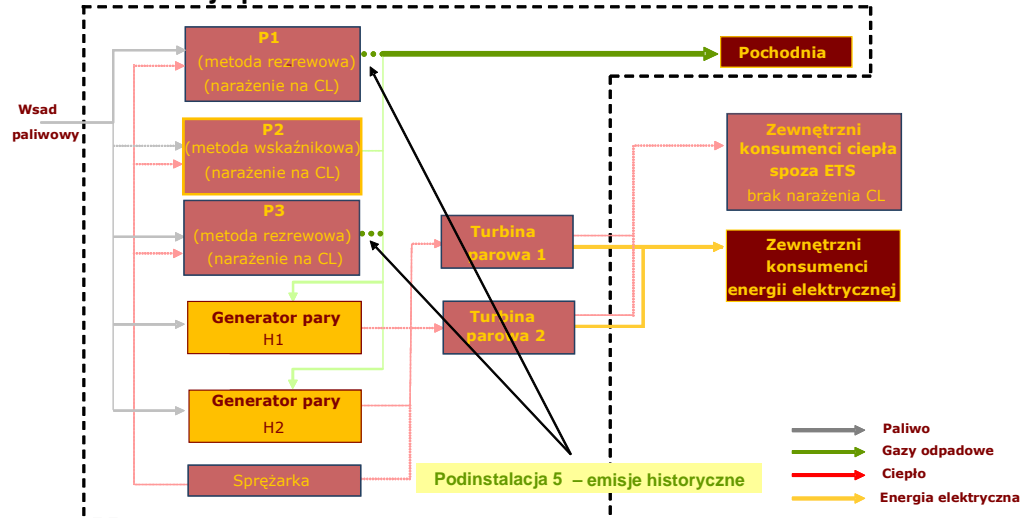 P1
(metoda rezrewowa)
(narażenie na CL)
Pochodnia
Wsad
paliwowy
P2
(metoda wskaźnikowa)
(narażenie na CL)
Zewnętrzni
konsumenci ciepła
spoza ETS
brak narażenia CL
P3
(metoda rezrewowa)
(narażenie na CL)
Turbina
parowa 1
Zewnętrzni
konsumenci
energii elektrycznej
Generator pary
H1
Turbina
parowa 2
Generator pary
H2
Sprężarka
Podinstalacja 5 – emisje historyczne
Paliwo
Gazy odpadowe
Ciepło
Energia elektryczna